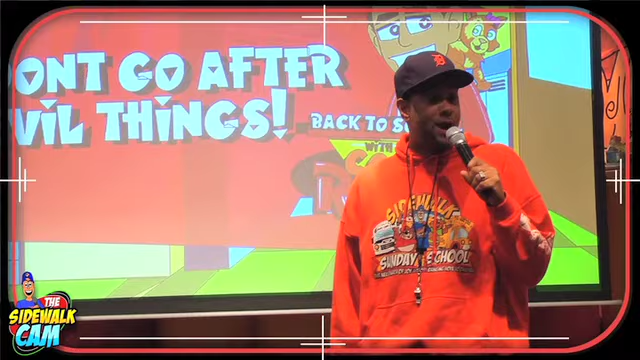 ONT GO AFTER
VIL THINGS!
BACK TO S
WITH
D
SIDEWALK
SUNDAY SCHOOL
THE
SIDEWALK
CAM